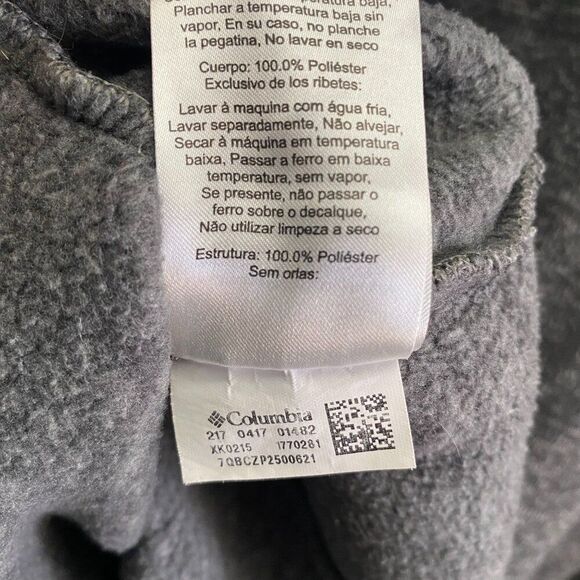 Planchar a temperatura baja sin
vapor, En su caso, no planche
la pegatina, No lavar en seco
Cuerpo: 100.0% Poliéster
Exclusivo de los ribetes:
Lavar à maquina com água fria,
Lavar separadamente, Não alvejar,
Secar à máquina em temperatura
baixa, Passar a ferro em baixa
temperatura, sem vapor,
Se presente, não passar o
ferro sobre o decalque,
Não utilizar limpeza a seco
Estrutura: 100.0% Poliéster
Sem orlas:
Columbia
217 0417 01482
XK0215 1770281
7QBCZP2500621